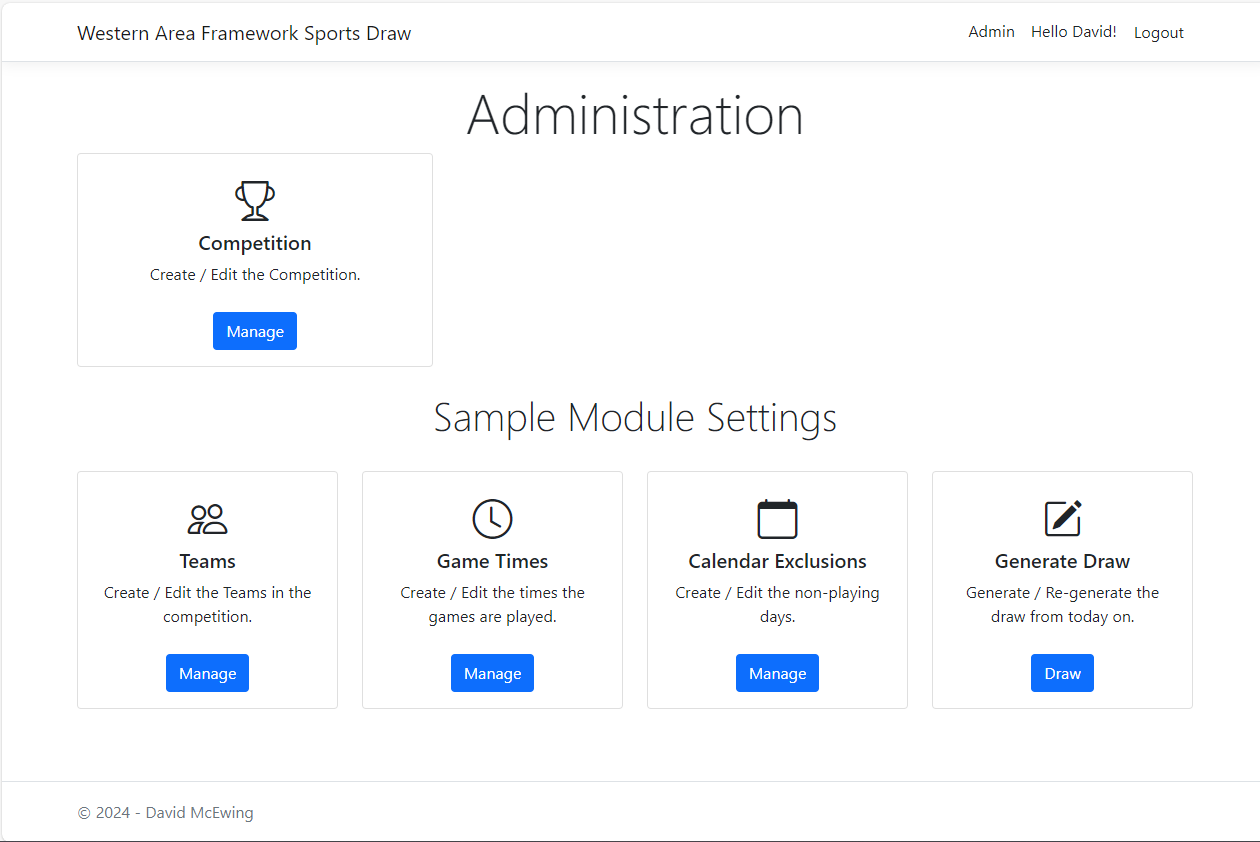 Western Area Framework Sports Draw
Admin Hello David! Logout
Administration
Competition
Create / Edit the Competition.
Manage
Sample Module Settings
Teams
Create / Edit the Teams in the
competition.
Manage
Game Times
Create / Edit the times the
games are played.
Manage
Calendar Exclusions
Create / Edit the non-playing
days.
Manage
Generate Draw
Generate / Re-generate the
draw from today on.
Draw
© 2024 - David McEwing